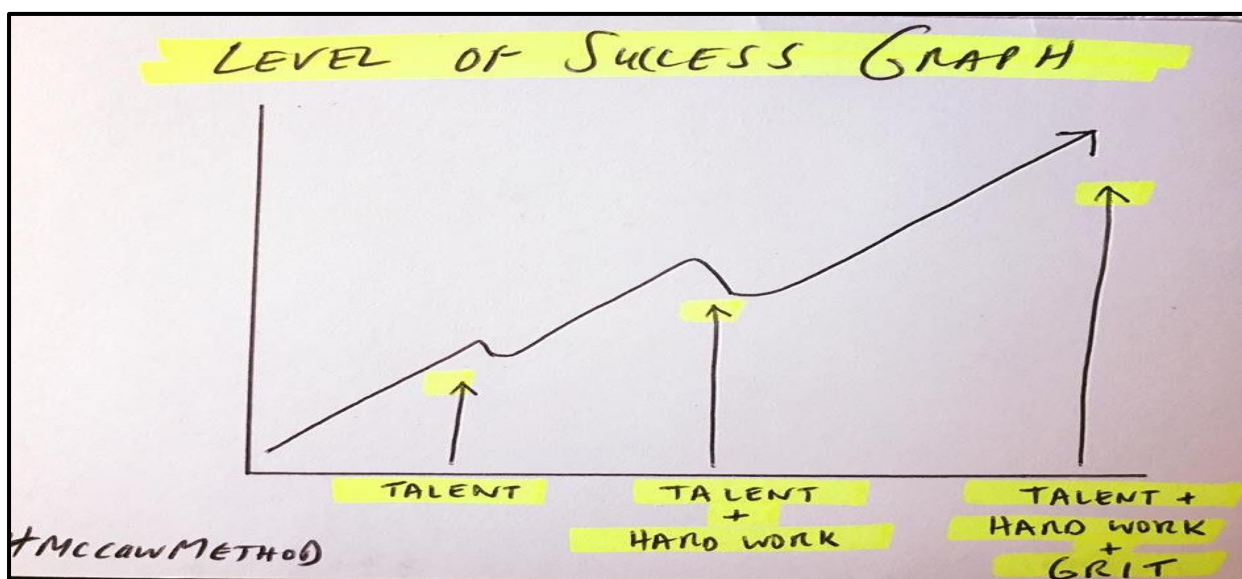 LEVEL OF SUCCESS GRAPH
TALENT
TALENT
+
HARD WORK
TALENT +
HARD WORK
+
GRIT
#MCCAWMETHOD